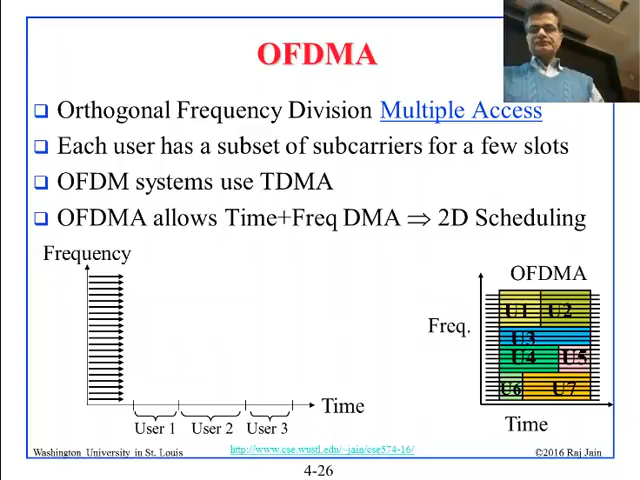 OFDMA
Orthogonal Frequency Division Multiple Access
Each user has a subset of subcarriers for a few slots
OFDM systems use TDMA
OFDMA allows Time+Freq DMA ⇒ 2D Scheduling
Frequency
Time
User 1 User 2 User 3
OFDMA
Freq.
U1 U2
U3
U4 U5
U6 U7
Time
Washington University in St. Louis
http://www.cse.wustl.edu/~jain/cse574-16/
©2016 Raj Jain
4-26